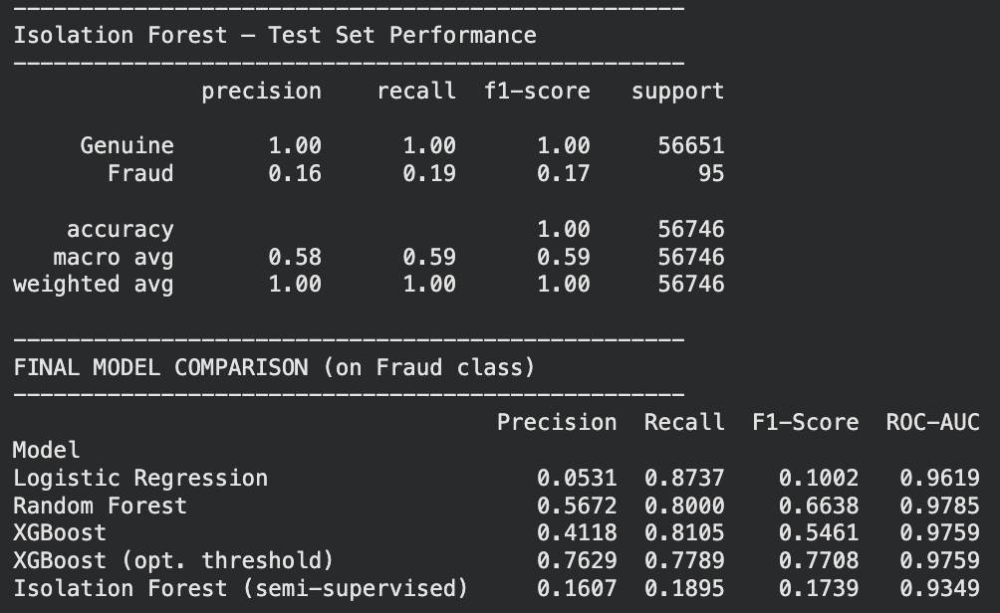 --------------------------------------------------
Isolation Forest — Test Set Performance
--------------------------------------------------
              precision    recall  f1-score   support

     Genuine       1.00      1.00      1.00     56651
       Fraud       0.16      0.19      0.17        95

    accuracy                           1.00     56746
   macro avg       0.58      0.59      0.59     56746
weighted avg       1.00      1.00      1.00     56746

--------------------------------------------------
FINAL MODEL COMPARISON (on Fraud class)
--------------------------------------------------
                                    Precision  Recall  F1-Score  ROC-AUC
Model
Logistic Regression                    0.0531  0.8737    0.1002   0.9619
Random Forest                          0.5672  0.8000    0.6638   0.9785
XGBoost                                0.4118  0.8105    0.5461   0.9759
XGBoost (opt. threshold)               0.7629  0.7789    0.7708   0.9759
Isolation Forest (semi-supervised)     0.1607  0.1895    0.1739   0.9349